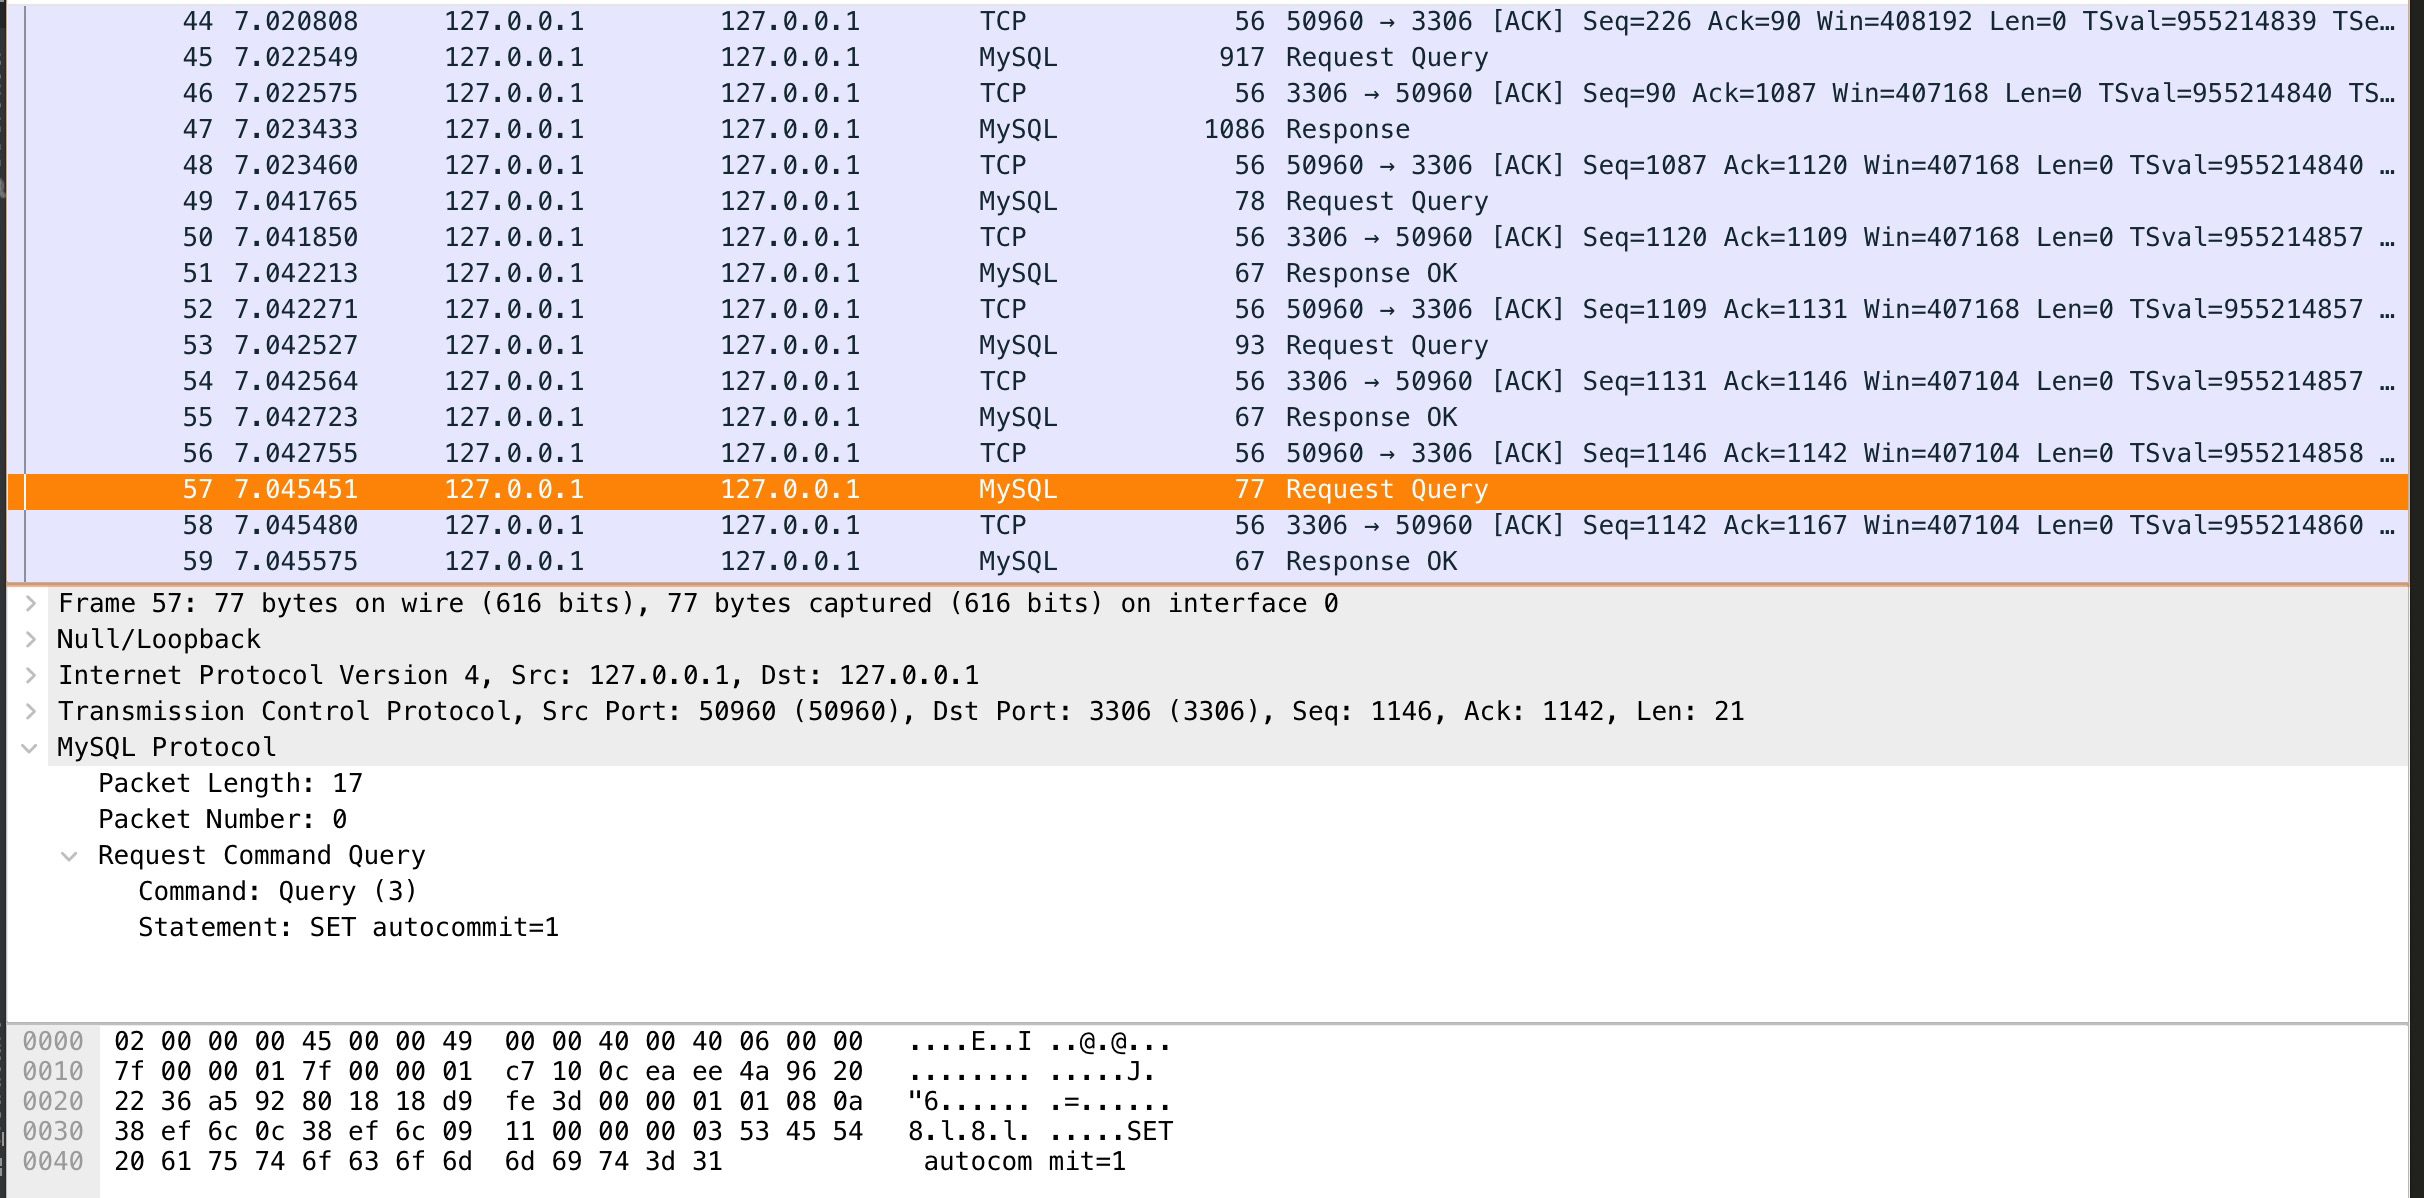 44 7.020808 127.0.0.1 127.0.0.1 TCP 56 50960 → 3306 [ACK] Seq=226 Ack=90 Win=408192 Len=0 TSval=955214839 TSe…
45 7.022549 127.0.0.1 127.0.0.1 MySQL 917 Request Query
46 7.022575 127.0.0.1 127.0.0.1 TCP 56 3306 → 50960 [ACK] Seq=90 Ack=1087 Win=407168 Len=0 TSval=955214840 TS…
47 7.023433 127.0.0.1 127.0.0.1 MySQL 1086 Response
48 7.023460 127.0.0.1 127.0.0.1 TCP 56 50960 → 3306 [ACK] Seq=1087 Ack=1120 Win=407168 Len=0 TSval=955214840 …
49 7.041765 127.0.0.1 127.0.0.1 MySQL 78 Request Query
50 7.041850 127.0.0.1 127.0.0.1 TCP 56 3306 → 50960 [ACK] Seq=1120 Ack=1109 Win=407168 Len=0 TSval=955214857 …
51 7.042213 127.0.0.1 127.0.0.1 MySQL 67 Response OK
52 7.042271 127.0.0.1 127.0.0.1 TCP 56 50960 → 3306 [ACK] Seq=1109 Ack=1131 Win=407168 Len=0 TSval=955214857 …
53 7.042527 127.0.0.1 127.0.0.1 MySQL 93 Request Query
54 7.042564 127.0.0.1 127.0.0.1 TCP 56 3306 → 50960 [ACK] Seq=1131 Ack=1146 Win=407104 Len=0 TSval=955214857 …
55 7.042723 127.0.0.1 127.0.0.1 MySQL 67 Response OK
56 7.042755 127.0.0.1 127.0.0.1 TCP 56 50960 → 3306 [ACK] Seq=1146 Ack=1142 Win=407104 Len=0 TSval=955214858 …
57 7.045451 127.0.0.1 127.0.0.1 MySQL 77 Request Query
58 7.045480 127.0.0.1 127.0.0.1 TCP 56 3306 → 50960 [ACK] Seq=1142 Ack=1167 Win=407104 Len=0 TSval=955214860 …
59 7.045575 127.0.0.1 127.0.0.1 MySQL 67 Response OK
Frame 57: 77 bytes on wire (616 bits), 77 bytes captured (616 bits) on interface 0
Null/Loopback
Internet Protocol Version 4, Src: 127.0.0.1, Dst: 127.0.0.1
Transmission Control Protocol, Src Port: 50960 (50960), Dst Port: 3306 (3306), Seq: 1146, Ack: 1142, Len: 21
MySQL Protocol
Packet Length: 17
Packet Number: 0
Request Command Query
Command: Query (3)
Statement: SET autocommit=1
0000 02 00 00 00 45 00 00 49 00 00 40 00 40 06 00 00 ....E..I ..@.@...
0010 7f 00 00 01 7f 00 00 01 c7 10 0c ea ee 4a 96 20 ........ .....J.
0020 22 36 a5 92 80 18 18 d9 fe 3d 00 00 01 01 08 0a "6...... .=......
0030 38 ef 6c 0c 38 ef 6c 09 11 00 00 00 03 53 45 54 8.l.8.l. .....SET
0040 20 61 75 74 6f 63 6f 6d 6d 69 74 3d 31 autocom mit=1